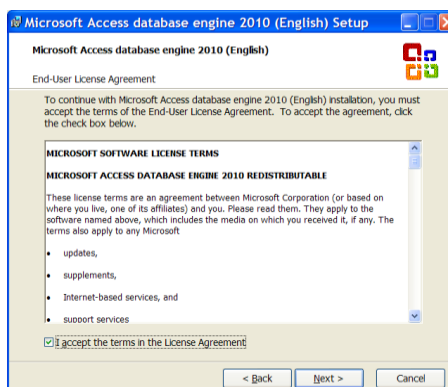 Microsoft Access database engine 2010 (English) Setup
Microsoft Access database engine 2010 (English)
End-User License Agreement
To continue with Microsoft Access database engine 2010 (English) installation, you must
accept the terms of the End-User License Agreement. To accept the agreement, click
the check box below.
MICROSOFT SOFTWARE LICENSE TERMS
MICROSOFT ACCESS DATABASE ENGINE 2010 REDISTRIBUTABLE
These license terms are an agreement between Microsoft Corporation (or based on
where you live, one of its affiliates) and you. Please read them. They apply to the
software named above, which includes the media on which you received it, if any. The
terms also apply to any Microsoft
• updates,
• supplements,
• Internet-based services, and
• support services
I accept the terms in the License Agreement
< Back Next > Cancel